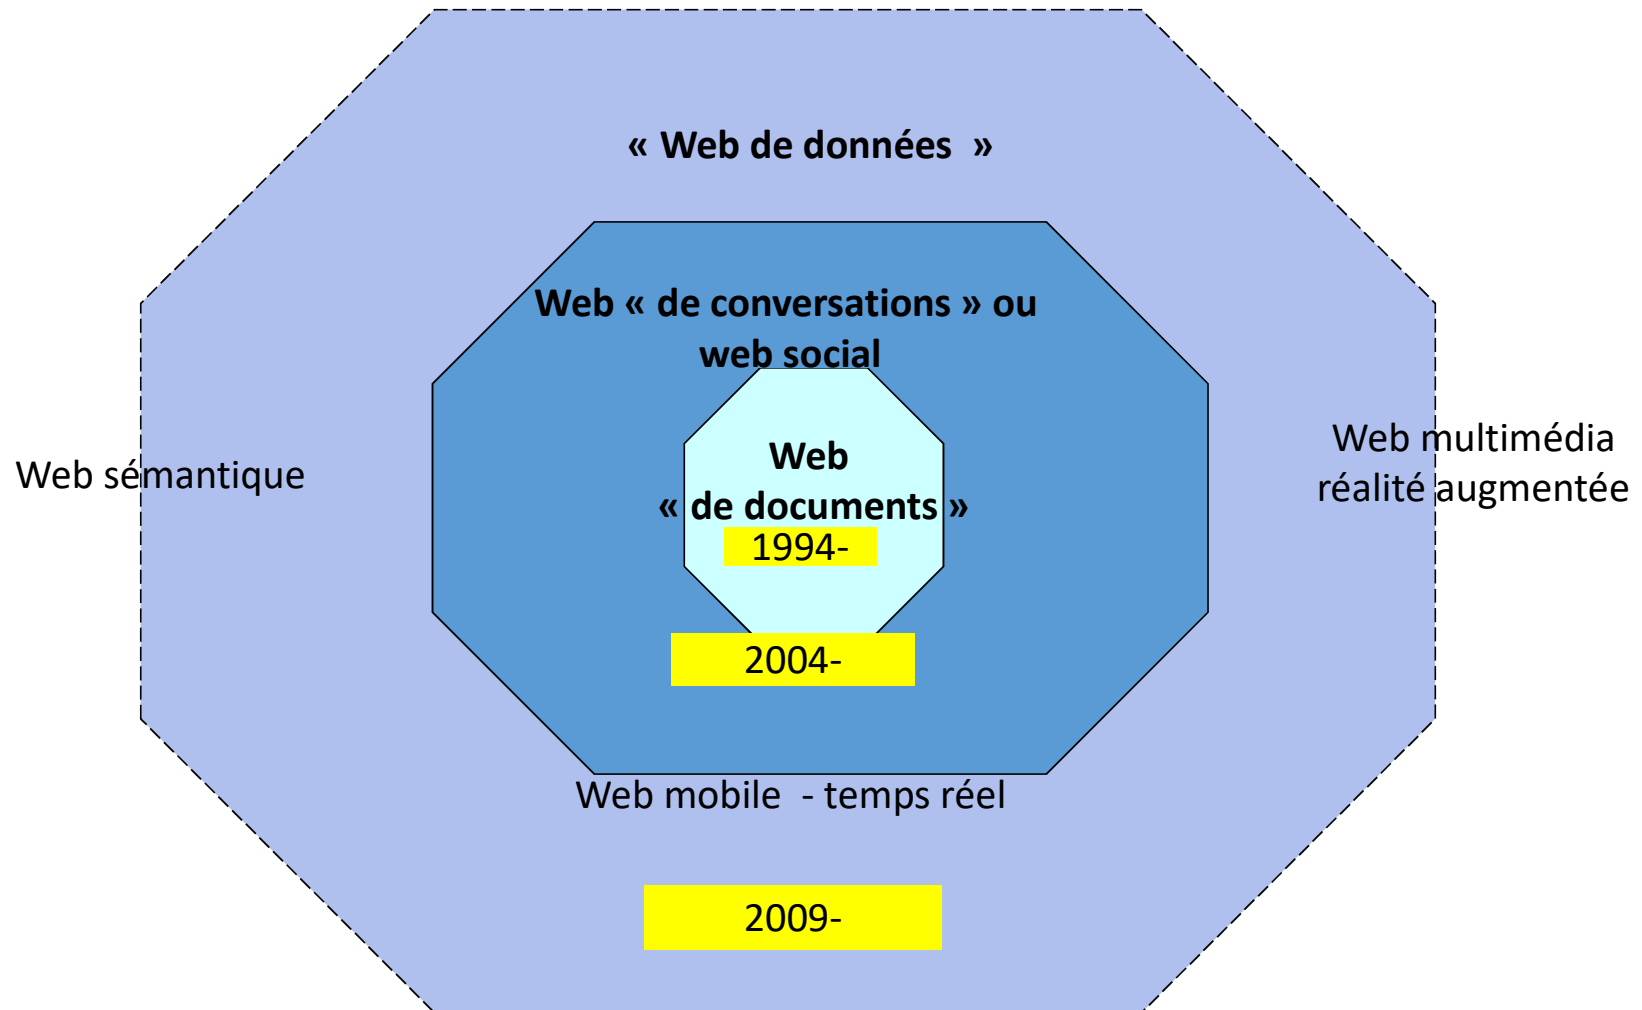 « Web de données  »
Web « de conversations » ou
web social
Web
« de documents »
1994-
Web sémantique
Web multimédia
réalité augmentée
2004-
Web mobile  - temps réel
2009-